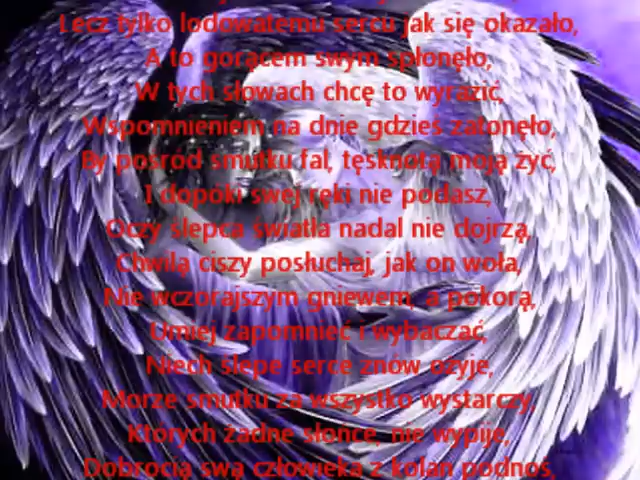 Lecz tylko lodowatemu sercu jak się okazało,
A to gorącem swym spłonęło,
W tych słowach chcę to wyrazić,
Wspomnieniem na dnie gdzieś zatonęło,
By pośród smutku fal, tęsknotą moją żyć,
I dopóki swej ręki nie podasz,
Oczy ślepca światła nadal nie dojrzą,
Chwilą ciszy posłuchaj, jak on woła,
Nie wczorajszym gniewem, a pokorą,
Umiej zapomnieć i wybaczać,
Niech ślepe serce znów ożyje,
Morze smutku za wszystko wystarczy,
Których żadne słońce, nie wypije,
Dobrocią swą człowieka z kolan podnoś,